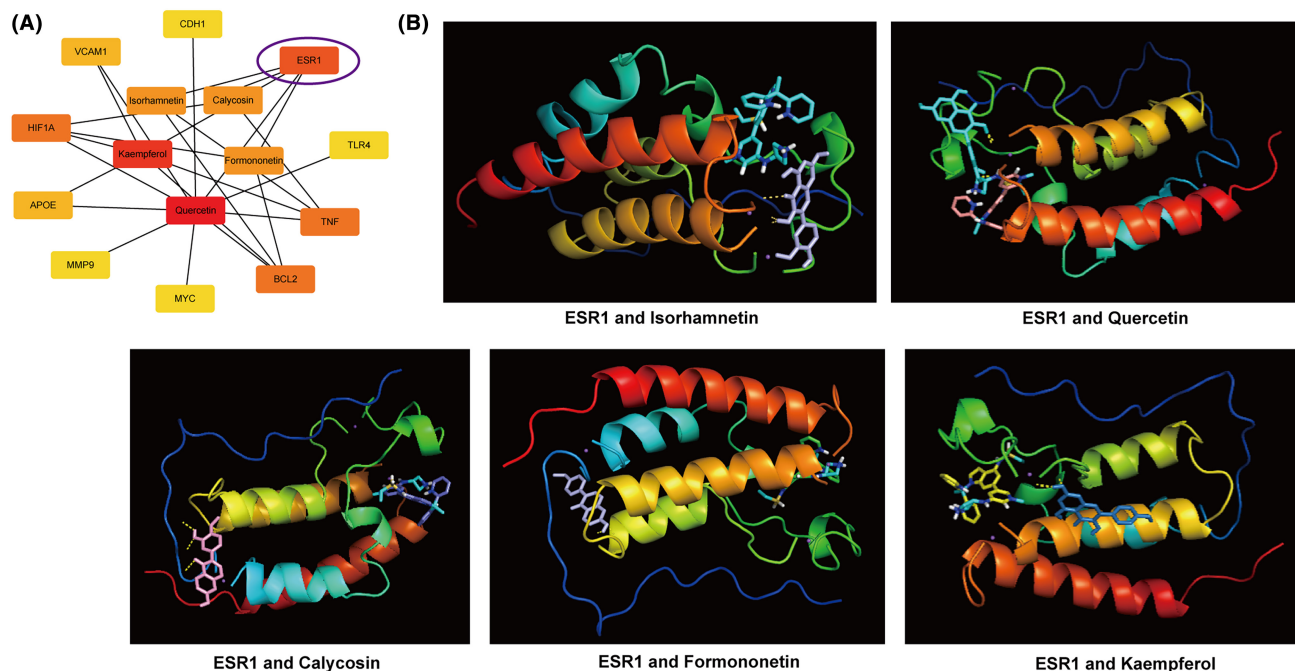 (A)
CDH1
VCAM1
ESR1
Isorhamnetin
Calycosin
HIF1A
Kaempferol
Formononetin
TLR4
APOE
Quercetin
TNF
MMP9
BCL2
MYC
(B)
ESR1 and Isorhamnetin
ESR1 and Quercetin
ESR1 and Calycosin
ESR1 and Formononetin
ESR1 and Kaempferol